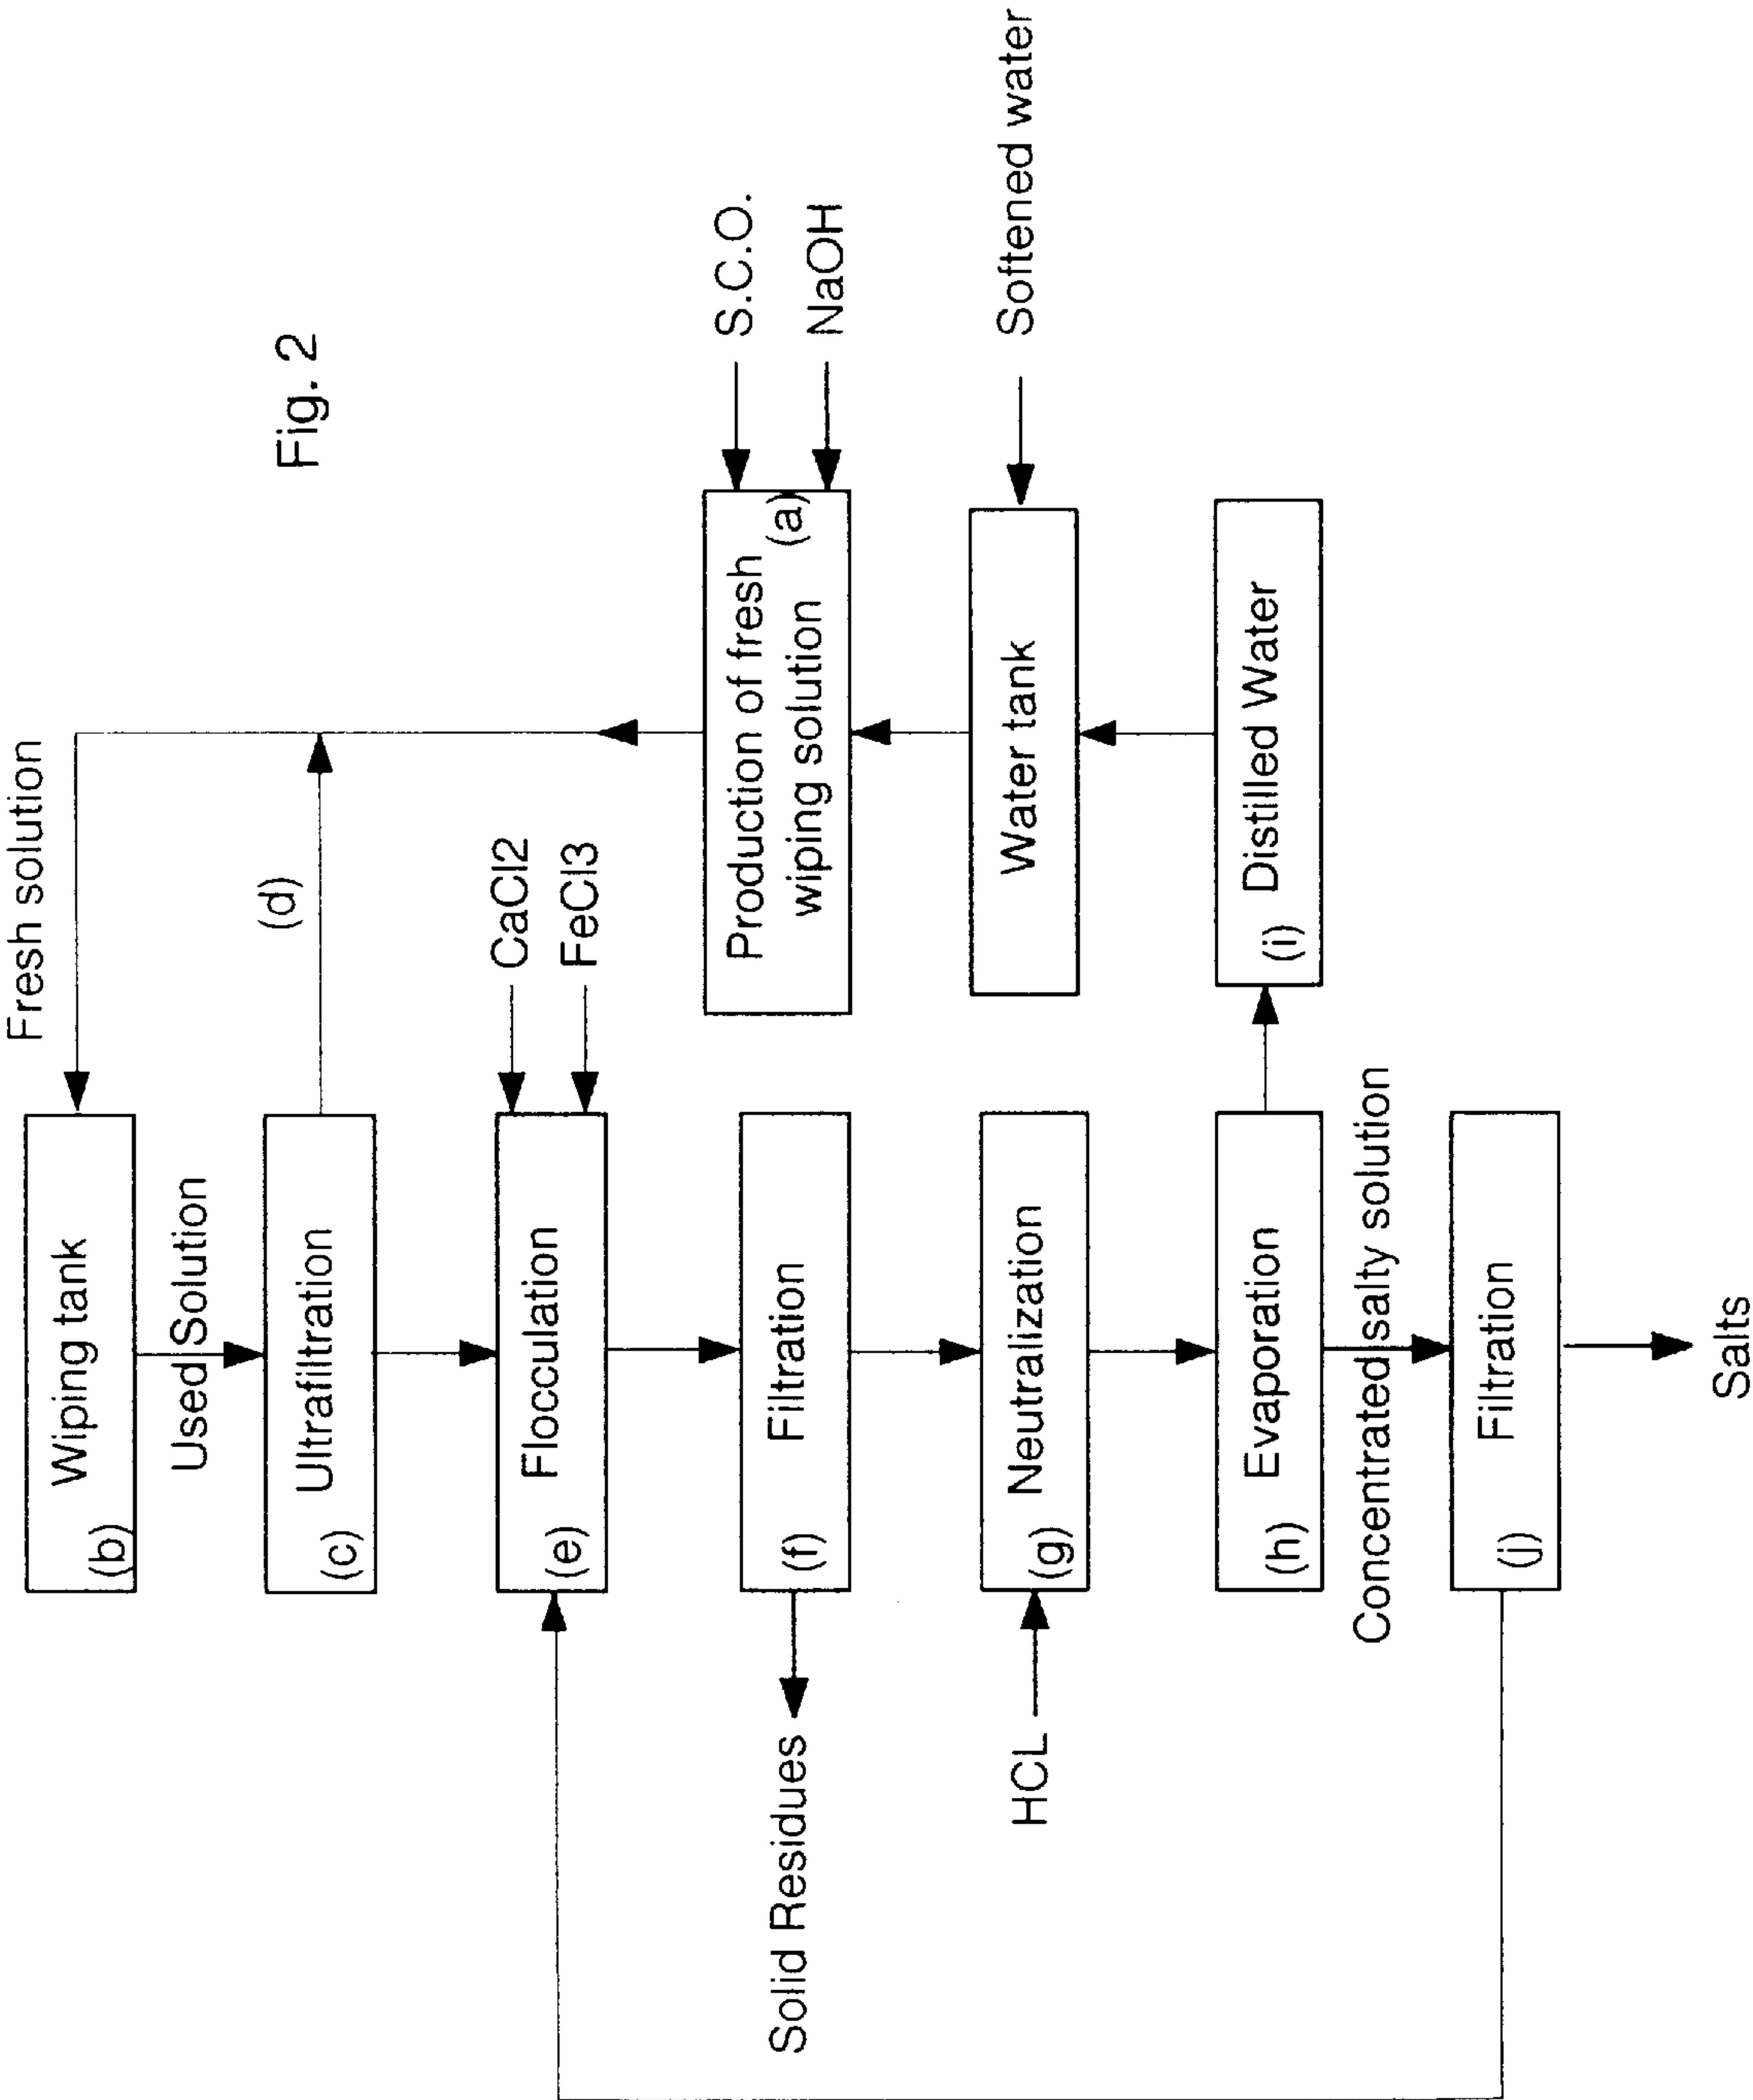 Fig. 2
Fresh solution
Wiping tank
(b)
Used Solution
Ultrafiltration
(c)
(d)
CaCl2
FeCl3
Flocculation
(e)
Filtration
(f)
Solid Residues
HCL
Neutralization
(g)
Evaporation
(h)
Concentrated salty solution
Filtration
(j)
Salts
S.C.O.
NaOH
Production of fresh
wiping solution
(a)
Softened water
Water tank
Distilled Water
(i)